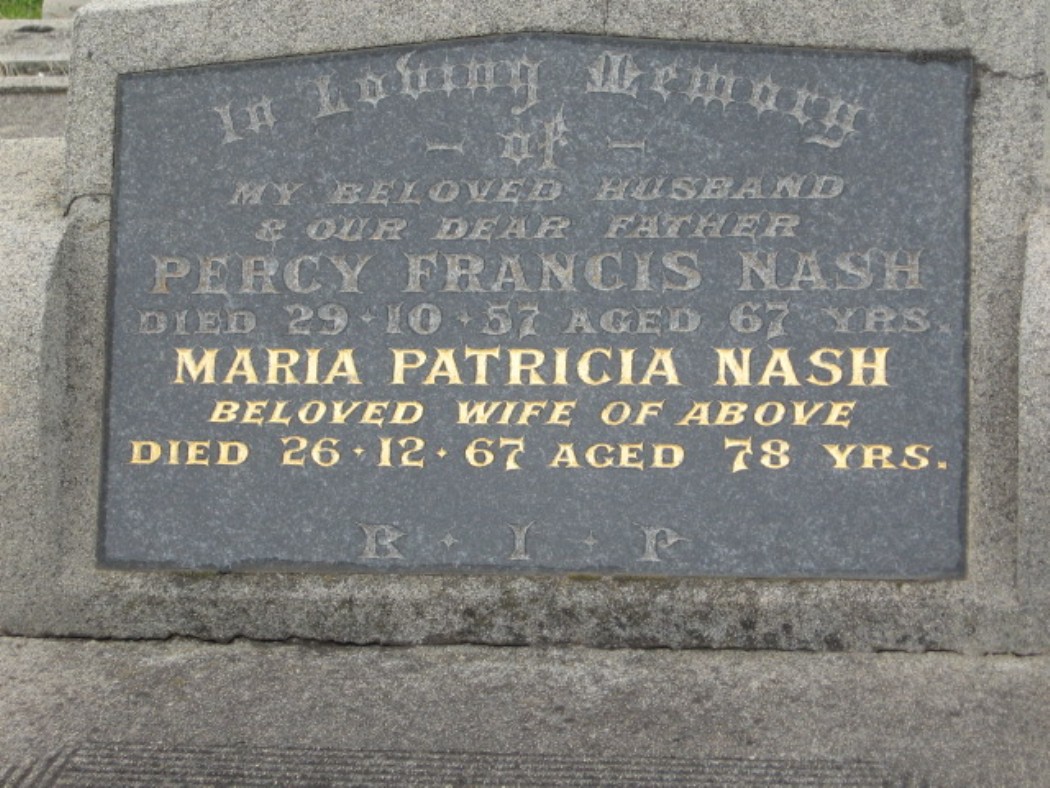 In Loving Memory
- of -
MY BELOVED HUSBAND
& OUR DEAR FATHER
PERCY FRANCIS NASH
DIED 29·10·57 AGED 67 YRS.
MARIA PATRICIA NASH
BELOVED WIFE OF ABOVE
DIED 26·12·67 AGED 78 YRS.
R·I·P